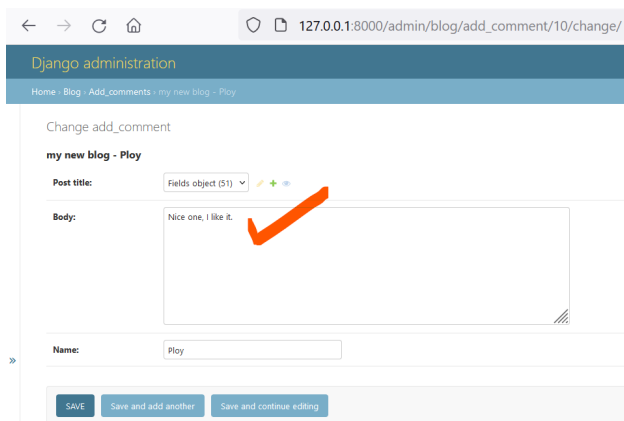 127.0.0.1:8000/admin/blog/add_comment/10/change/
Django administration
Home › Blog › Add_comments › my new blog - Ploy
Change add_comment
my new blog - Ploy
Post title: Fields object (51)
Body: Nice one, I like it.
»
Name: Ploy
SAVE Save and add another Save and continue editing